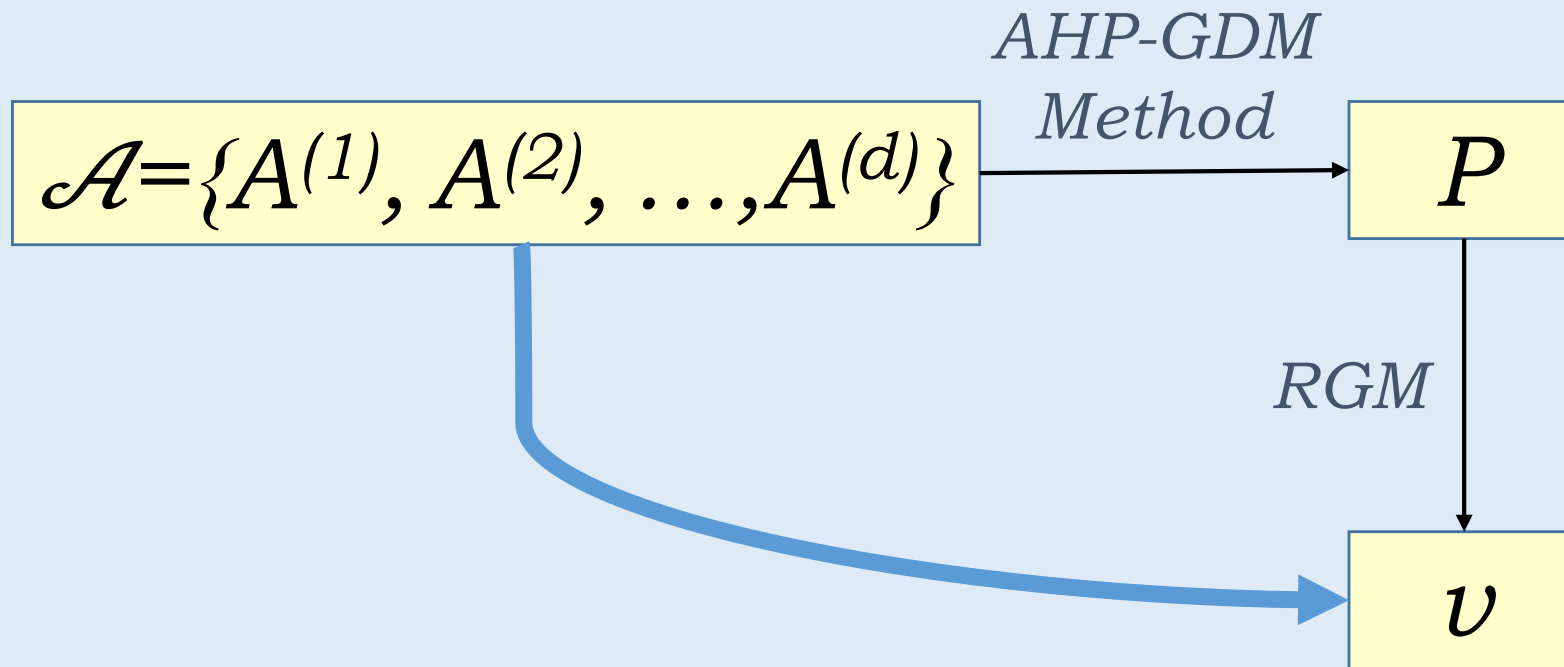 AHP-GDM
Method
𝒜={A⁽¹⁾, A⁽²⁾, ...,A⁽ᵈ⁾}
P
RGM
v